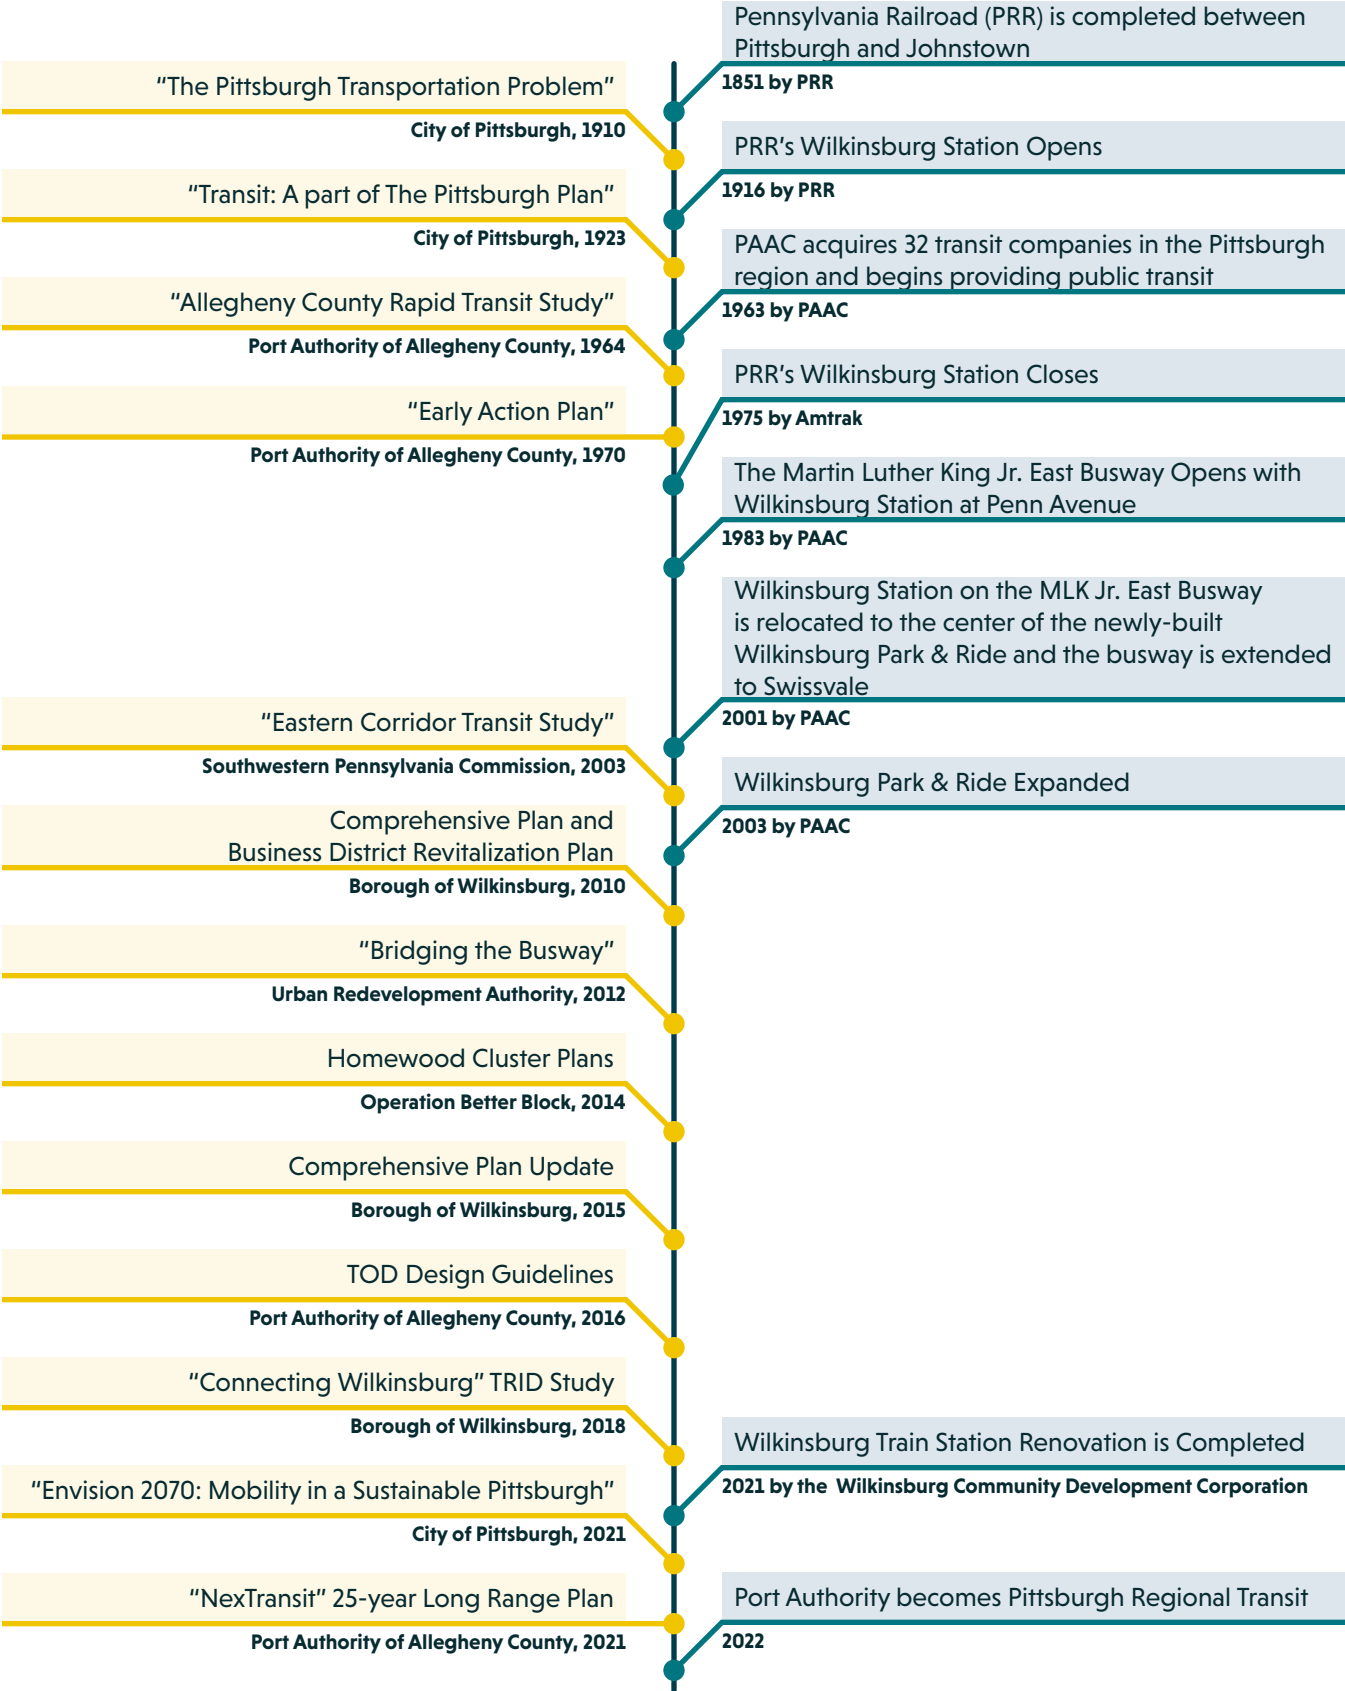 Pennsylvania Railroad (PRR) is completed between
Pittsburgh and Johnstown
1851 by PRR
“The Pittsburgh Transportation Problem”
City of Pittsburgh, 1910
PRR’s Wilkinsburg Station Opens
1916 by PRR
“Transit: A part of The Pittsburgh Plan”
City of Pittsburgh, 1923
PAAC acquires 32 transit companies in the Pittsburgh
region and begins providing public transit
1963 by PAAC
“Allegheny County Rapid Transit Study”
Port Authority of Allegheny County, 1964
“Early Action Plan”
Port Authority of Allegheny County, 1970
PRR’s Wilkinsburg Station Closes
1975 by Amtrak
The Martin Luther King Jr. East Busway Opens with
Wilkinsburg Station at Penn Avenue
1983 by PAAC
Wilkinsburg Station on the MLK Jr. East Busway
is relocated to the center of the newly-built
Wilkinsburg Park & Ride and the busway is extended
to Swissvale
2001 by PAAC
“Eastern Corridor Transit Study”
Southwestern Pennsylvania Commission, 2003
Wilkinsburg Park & Ride Expanded
2003 by PAAC
Comprehensive Plan and
Business District Revitalization Plan
Borough of Wilkinsburg, 2010
“Bridging the Busway”
Urban Redevelopment Authority, 2012
Homewood Cluster Plans
Operation Better Block, 2014
Comprehensive Plan Update
Borough of Wilkinsburg, 2015
TOD Design Guidelines
Port Authority of Allegheny County, 2016
“Connecting Wilkinsburg” TRID Study
Borough of Wilkinsburg, 2018
Wilkinsburg Train Station Renovation is Completed
2021 by the Wilkinsburg Community Development Corporation
“Envision 2070: Mobility in a Sustainable Pittsburgh”
City of Pittsburgh, 2021
“NexTransit” 25-year Long Range Plan
Port Authority of Allegheny County, 2021
Port Authority becomes Pittsburgh Regional Transit
2022